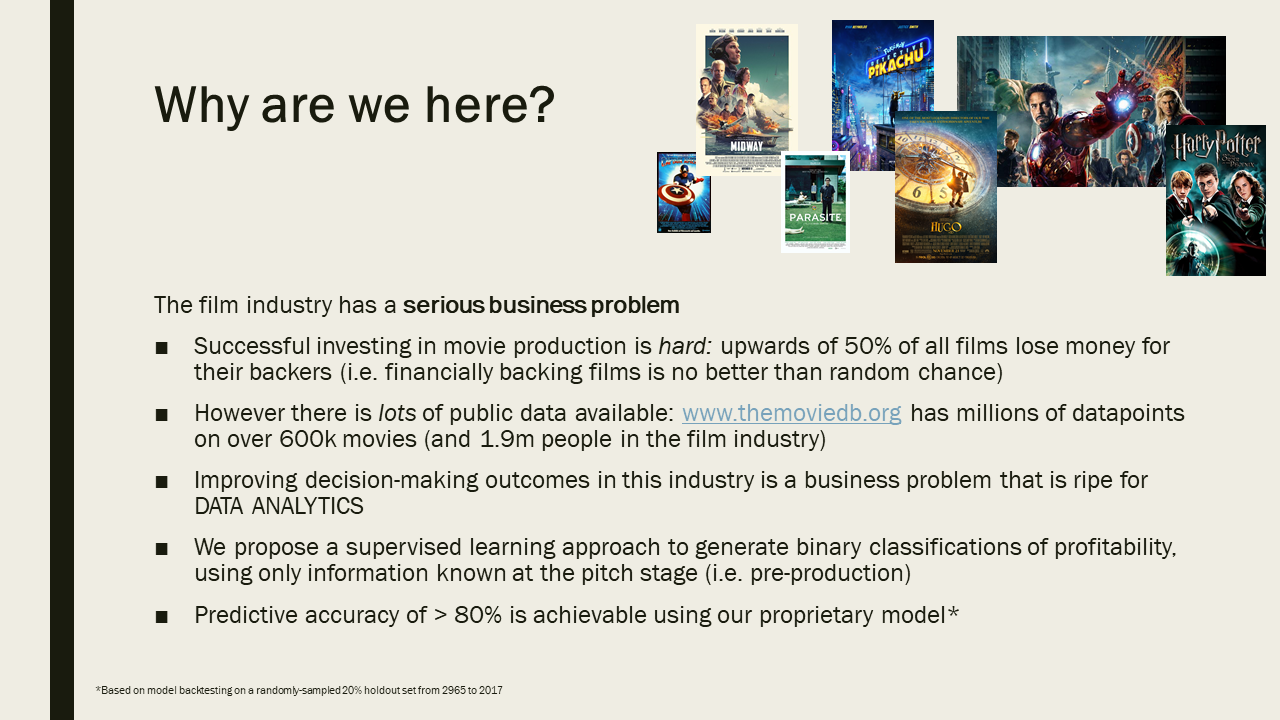 Why are we here?
MIDWAY
PIKACHU
PARASITE
HUGO
Harry Potter
The film industry has a serious business problem
■ Successful investing in movie production is hard: upwards of 50% of all films lose money for
their backers (i.e. financially backing films is no better than random chance)
■ However there is lots of public data available: www.themoviedb.org has millions of datapoints
on over 600k movies (and 1.9m people in the film industry)
■ Improving decision-making outcomes in this industry is a business problem that is ripe for
DATA ANALYTICS
■ We propose a supervised learning approach to generate binary classifications of profitability,
using only information known at the pitch stage (i.e. pre-production)
■ Predictive accuracy of > 80% is achievable using our proprietary model*
*Based on model backtesting on a randomly-sampled 20% holdout set from 2965 to 2017